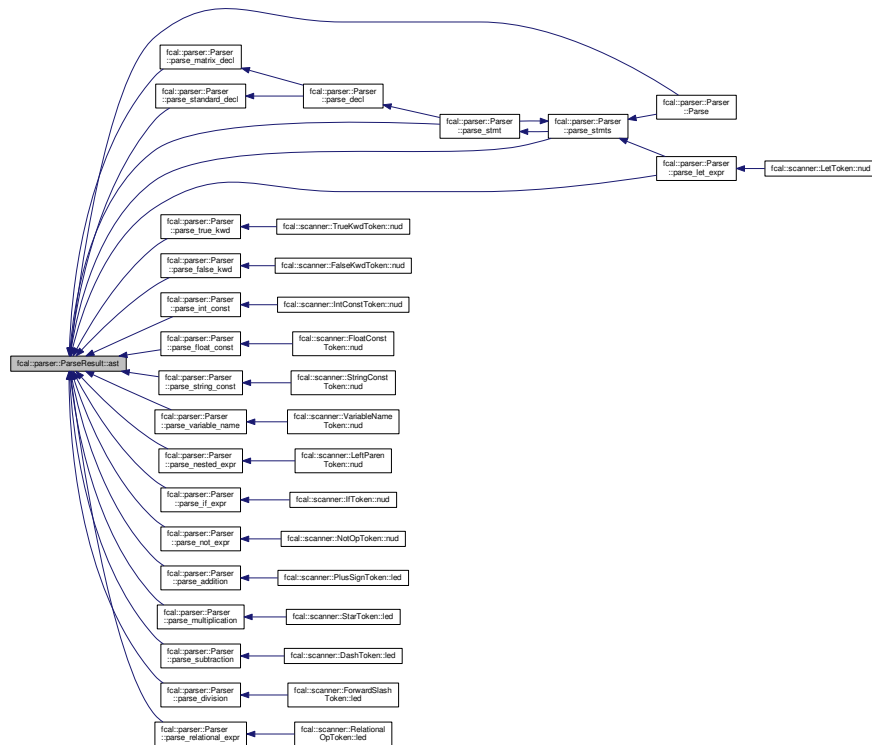 fcal::parser::Parser
::parse_matrix_decl
fcal::parser::Parser
::parse_standard_decl
fcal::parser::Parser
::parse_decl
fcal::parser::Parser
::parse_stmt
fcal::parser::Parser
::parse_stmts
fcal::parser::Parser
::Parse
fcal::parser::Parser
::parse_let_expr
fcal::scanner::LetToken::nud
fcal::parser::Parser
::parse_true_kwd
fcal::scanner::TrueKwdToken::nud
fcal::parser::Parser
::parse_false_kwd
fcal::scanner::FalseKwdToken::nud
fcal::parser::Parser
::parse_int_const
fcal::scanner::IntConstToken::nud
fcal::parser::Parser
::parse_float_const
fcal::scanner::FloatConst
Token::nud
fcal::parser::ParseResult::ast
fcal::parser::Parser
::parse_string_const
fcal::scanner::StringConst
Token::nud
fcal::parser::Parser
::parse_variable_name
fcal::scanner::VariableName
Token::nud
fcal::parser::Parser
::parse_nested_expr
fcal::scanner::LeftParen
Token::nud
fcal::parser::Parser
::parse_if_expr
fcal::scanner::IfToken::nud
fcal::parser::Parser
::parse_not_expr
fcal::scanner::NotOpToken::nud
fcal::parser::Parser
::parse_addition
fcal::scanner::PlusSignToken::led
fcal::parser::Parser
::parse_multiplication
fcal::scanner::StarToken::led
fcal::parser::Parser
::parse_subtraction
fcal::scanner::DashToken::led
fcal::parser::Parser
::parse_division
fcal::scanner::ForwardSlash
Token::led
fcal::parser::Parser
::parse_relational_expr
fcal::scanner::Relational
OpToken::led